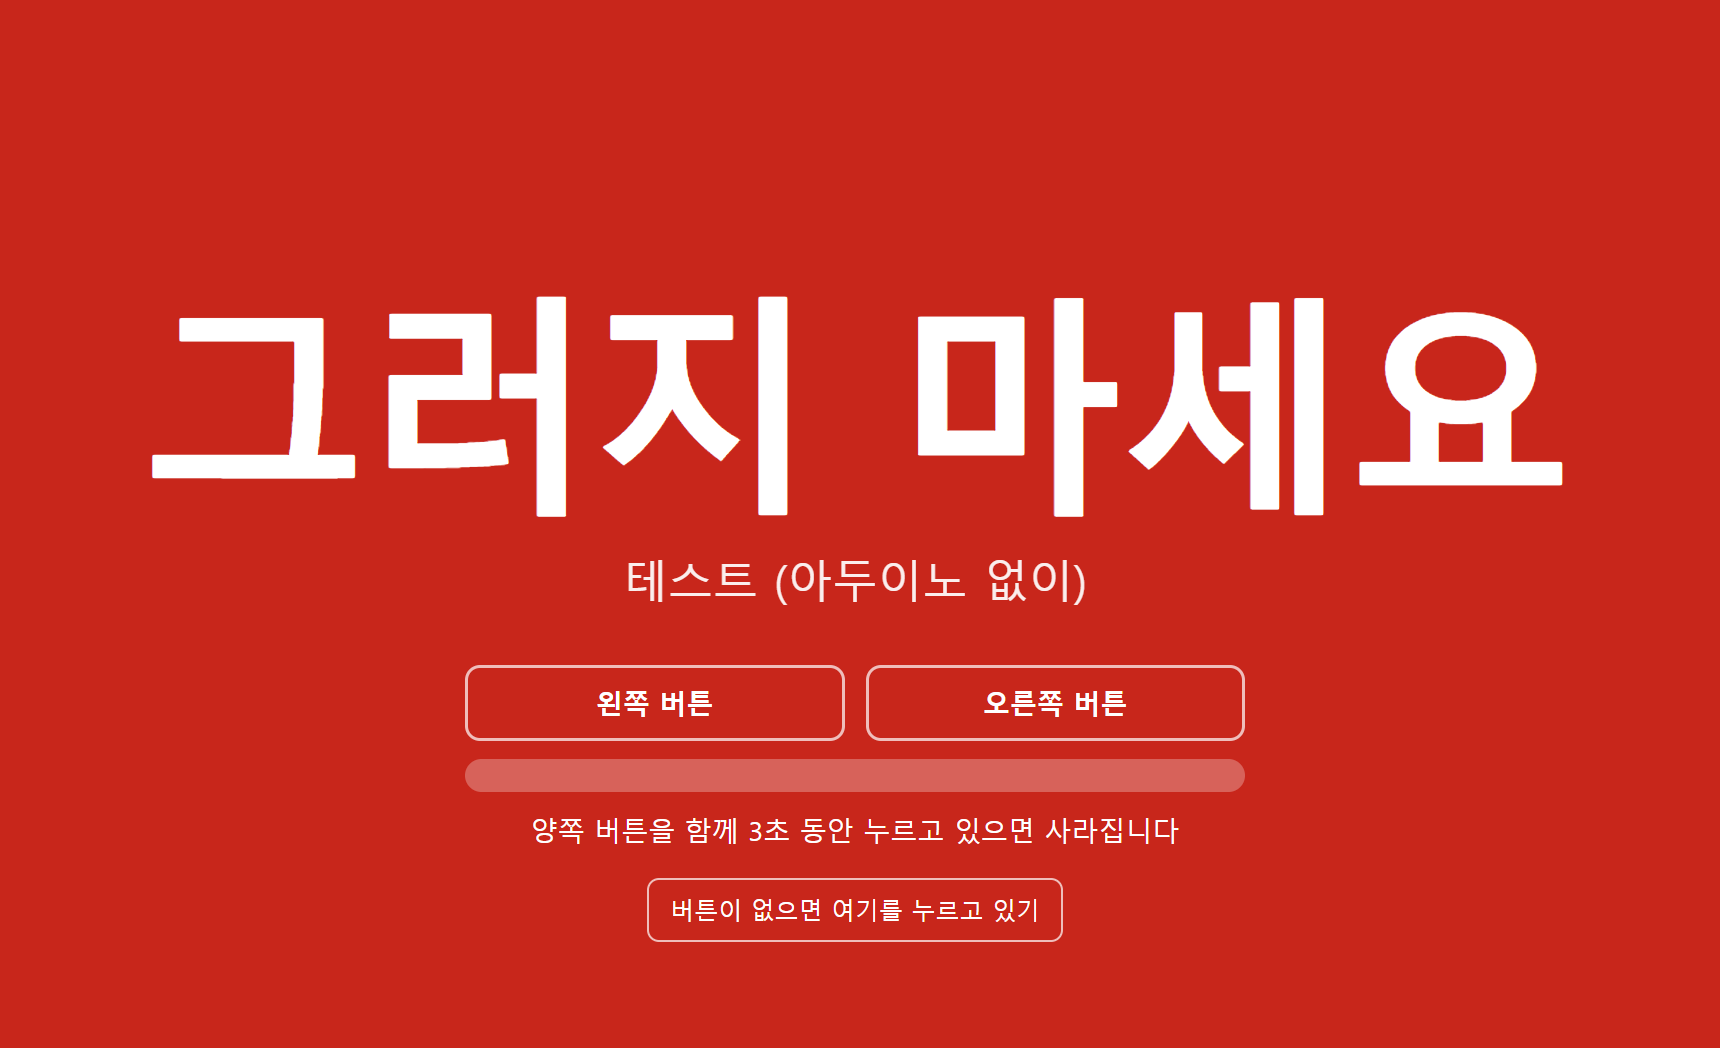 그러지 마세요
테스트 (아두이노 없이)
왼쪽 버튼 오른쪽 버튼
양쪽 버튼을 함께 3초 동안 누르고 있으면 사라집니다
버튼이 없으면 여기를 누르고 있기